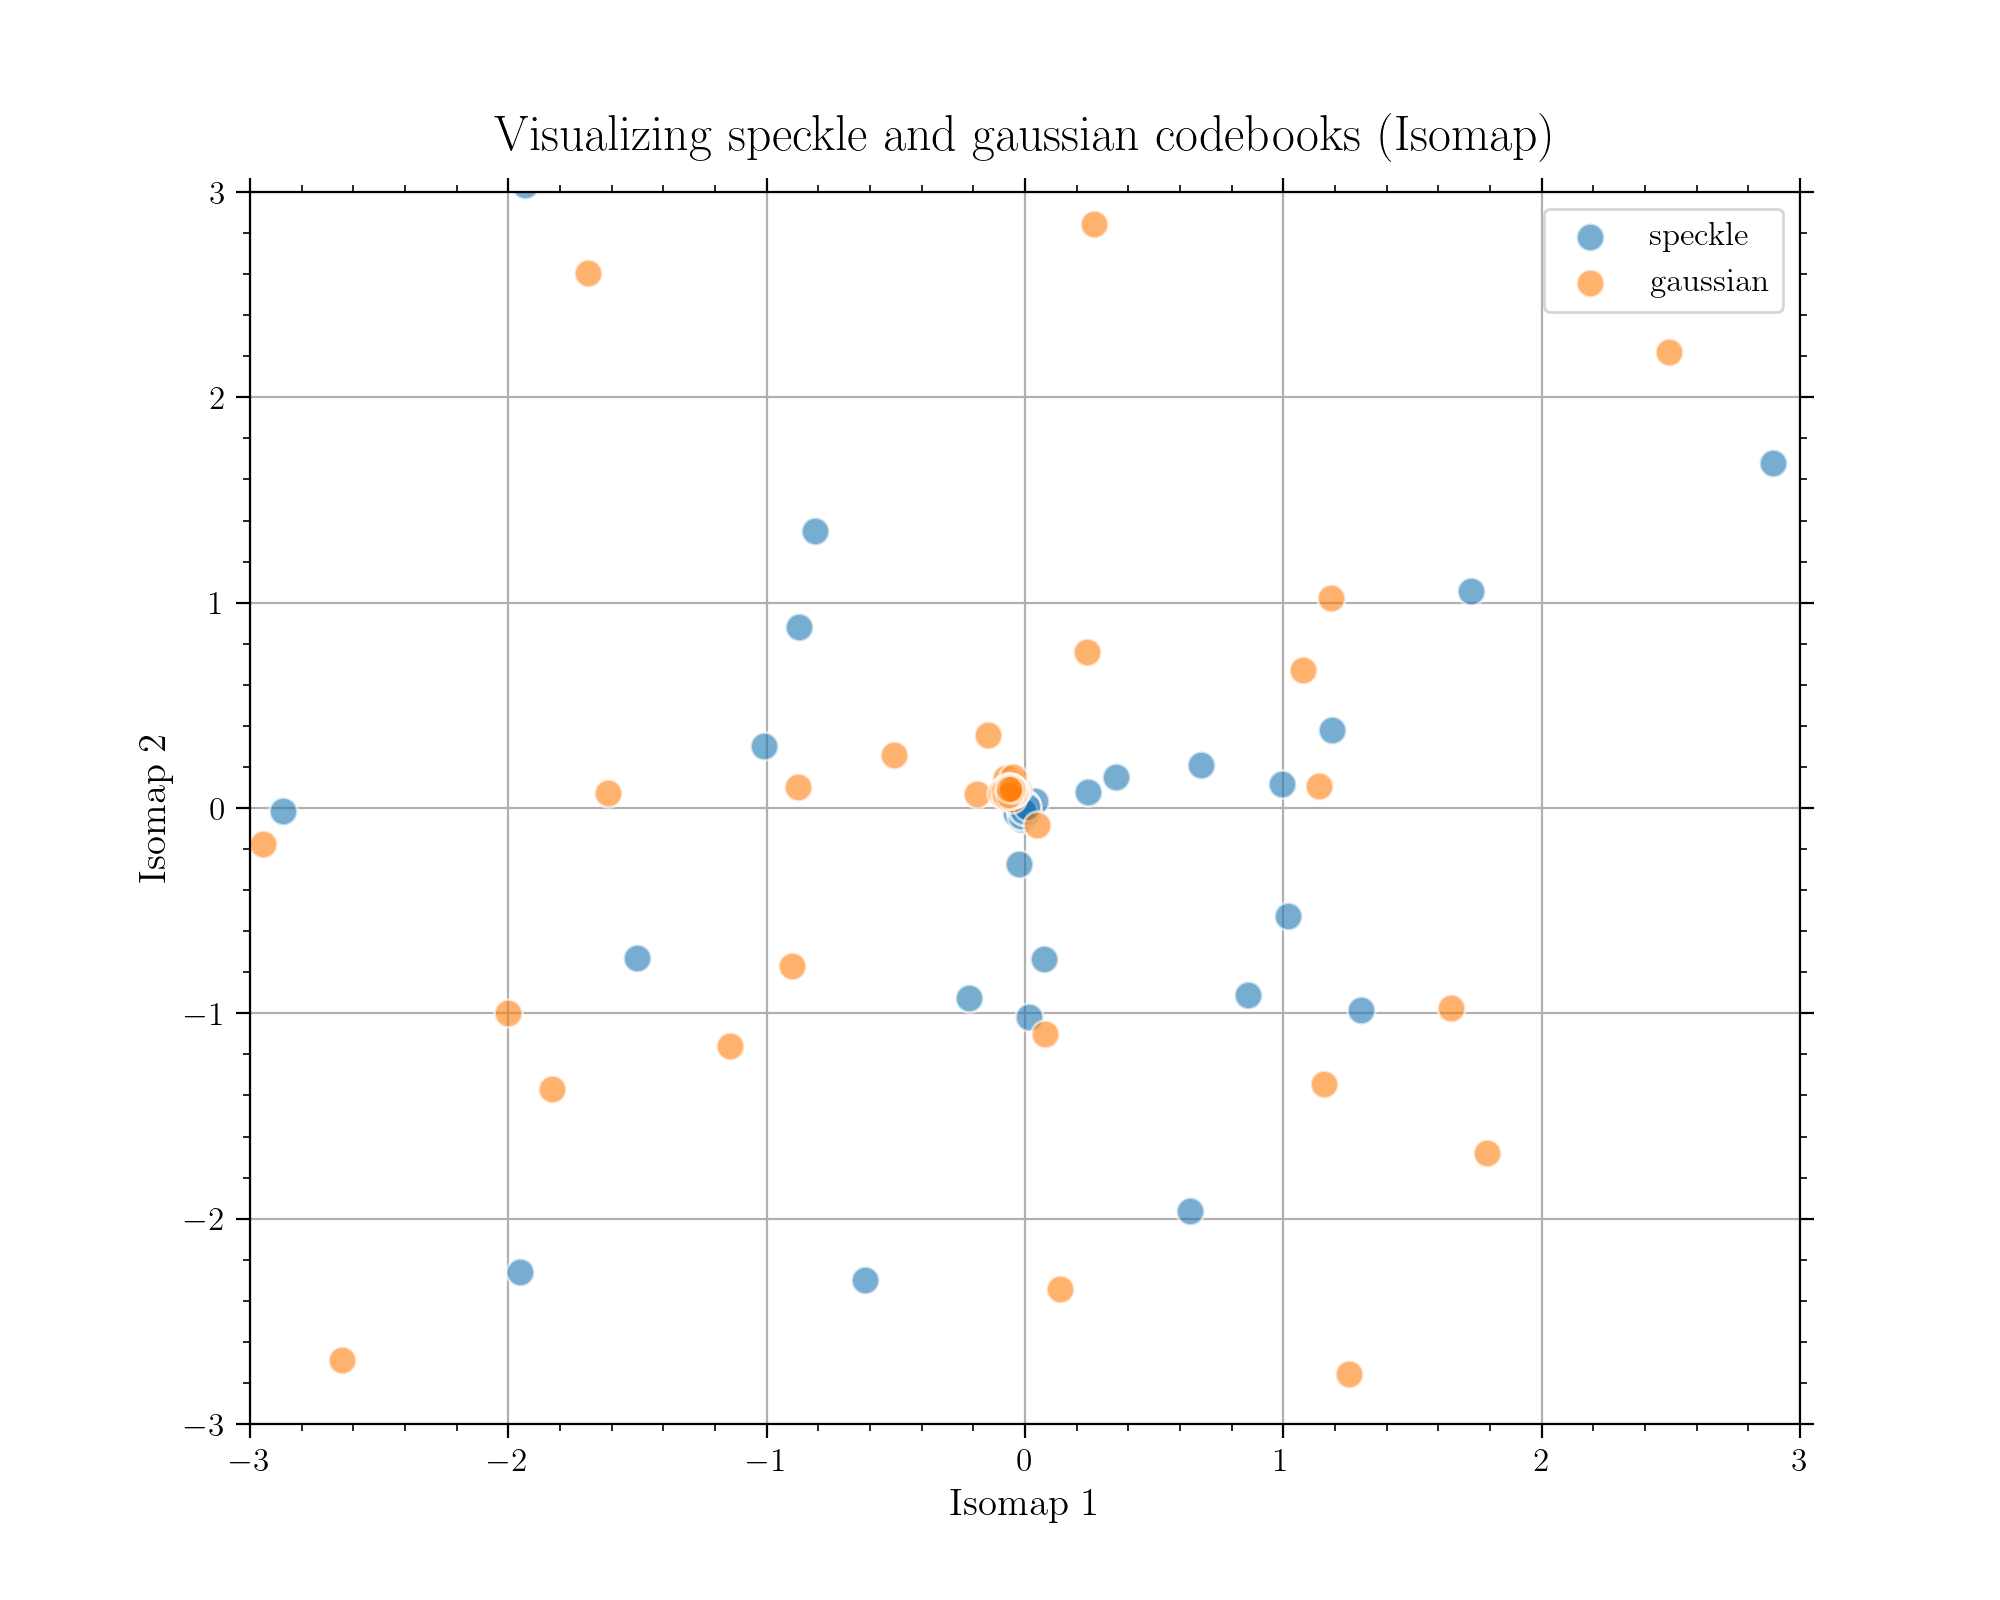 Visualizing speckle and gaussian codebooks (Isomap)
speckle
gaussian
3
2
1
0
−1
−2
−3
Isomap 2
−3
−2
−1
0
1
2
3
Isomap 1